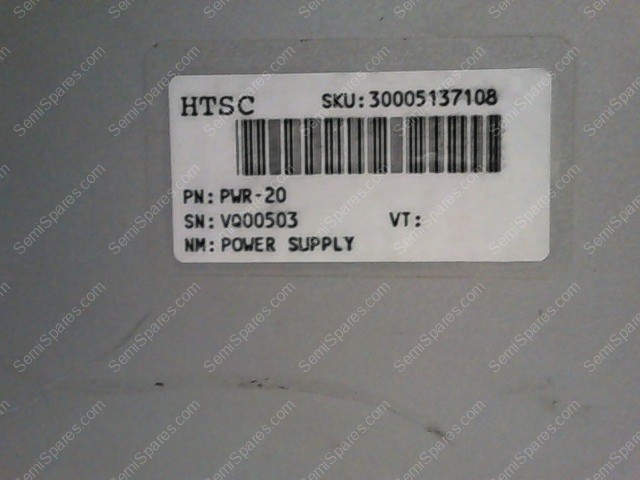 HTSC SKU:30005137108
PN:PWR-20
SN:VQ00503 VT:
NM:POWER SUPPLY
SemiSpares.com